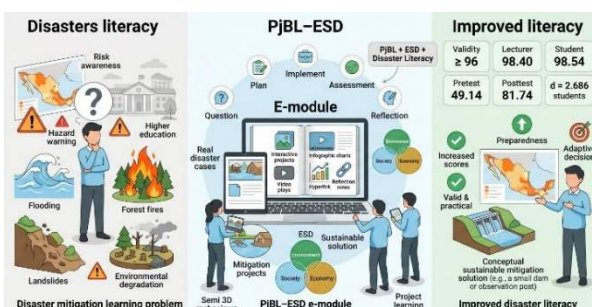 Disasters literacy
Risk
awareness
?
Hazard
warning
Higher
education
Flooding
Forest fires
Landslides
Environmental
degradation
Disaster mitigation learning problem
PjBL–ESD
Implement
Plan
Assessment
PjBL + ESD +
Disaster Literacy
Question
E-module
Reflection
Real
disaster
cases
Interactive
projects
Infographic charts
Video
plays
Hyperlink
Reflection
notes
Environment
Society
Economy
Mitigation
projects
ESD
Sustainable
solution
Environment
Society
Economy
Semi 3D
PjBL-ESD e-module
Project
learning
Improved literacy
Validity
≥ 96
Lecturer
98.40
Student
98.54
Pretest
49.14
Posttest
81.74
d = 2.686
students
Preparedness
Increased
scores
Adaptive
decision
Valid &
practical
Conceptual
sustainable mitigation
solution (e.g., a small dam
or observation post)
Improved disaster literacy